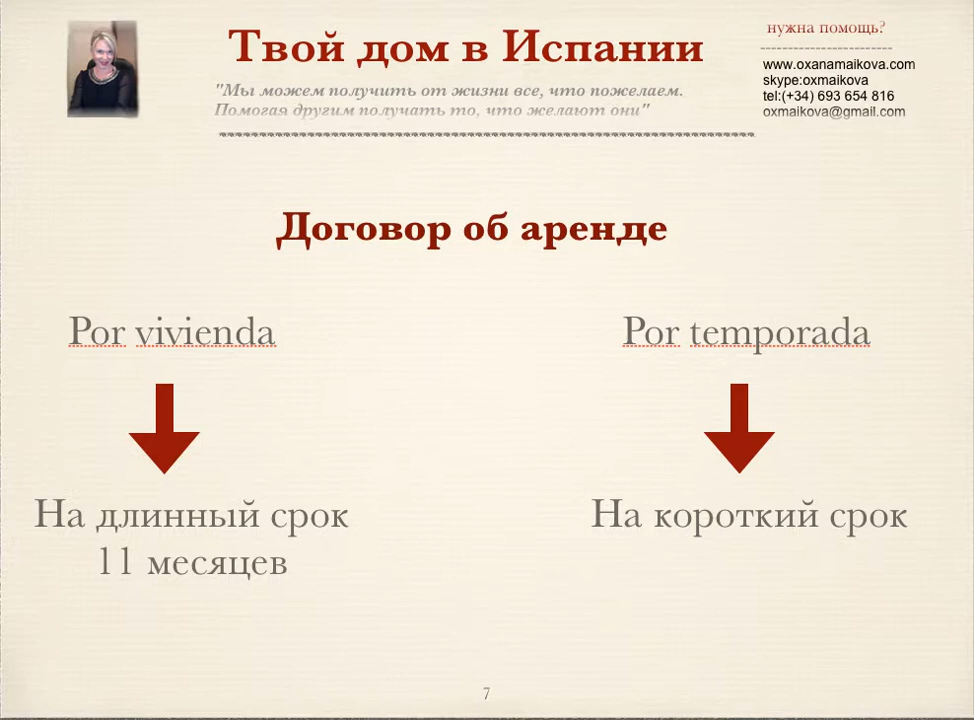 Твой дом в Испании
"Мы можем получить от жизни все, что пожелаем.
Помогая другим получать то, что желают они"
нужна помощь?
-------------------------
www.oxanamaikova.com
skype:oxmaikova
tel:(+34) 693 654 816
oxmaikova@gmail.com
Договор об аренде
Por vivienda
Por temporada
На длинный срок
11 месяцев
На короткий срок
7